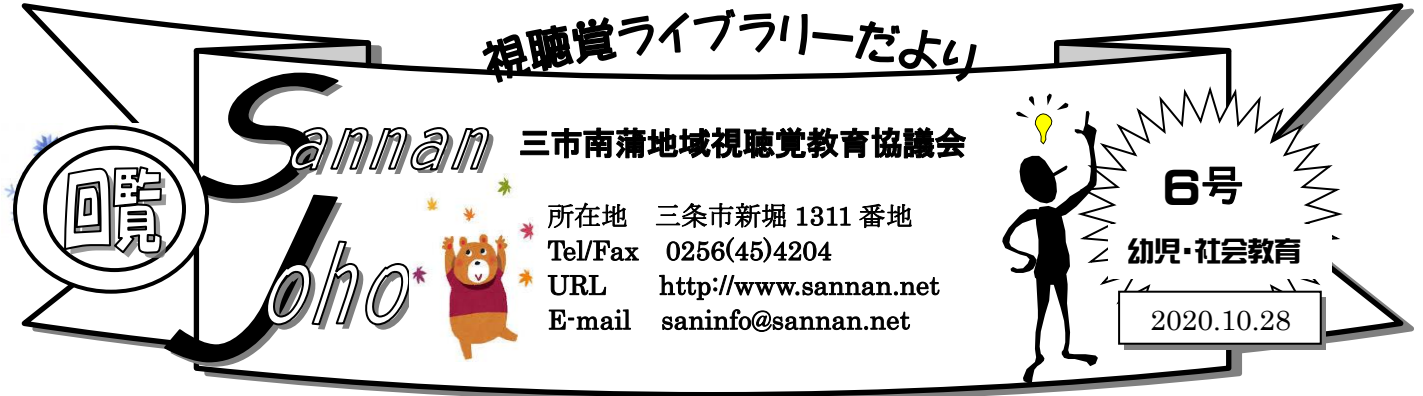 視聴覚ライブラリーだより
回覧
Sannan
Joho
三市南蒲地域視聴覚教育協議会
所在地 三条市新堀 1311 番地
Tel/Fax 0256(45)4204
URL http://www.sannan.net
E-mail saninfo@sannan.net
6号
幼児・社会教育
2020.10.28